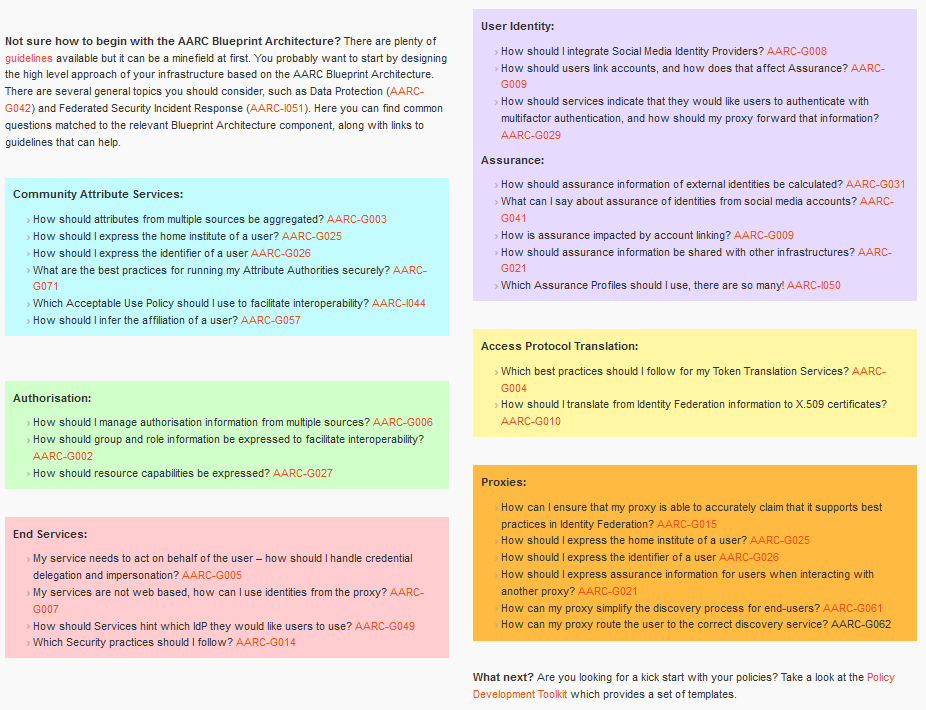 Not sure how to begin with the AARC Blueprint Architecture? There are plenty of
guidelines available but it can be a minefield at first. You probably want to start by designing
the high level approach of your infrastructure based on the AARC Blueprint Architecture.
There are several general topics you should consider, such as Data Protection (AARC-
G042) and Federated Security Incident Response (AARC-I051). Here you can find common
questions matched to the relevant Blueprint Architecture component, along with links to
guidelines that can help.
Community Attribute Services:
› How should attributes from multiple sources be aggregated? AARC-G003
› How should I express the home institute of a user? AARC-G025
› How should I express the identifier of a user AARC-G026
› What are the best practices for running my Attribute Authorities securely? AARC-
G071
› Which Acceptable Use Policy should I use to facilitate interoperability? AARC-I044
› How should I infer the affiliation of a user? AARC-G057
Authorisation:
› How should I manage authorisation information from multiple sources? AARC-G006
› How should group and role information be expressed to facilitate interoperability?
AARC-G002
› How should resource capabilities be expressed? AARC-G027
End Services:
› My service needs to act on behalf of the user – how should I handle credential
delegation and impersonation? AARC-G005
› My services are not web based, how can I use identities from the proxy? AARC-
G007
› How should Services hint which IdP they would like users to use? AARC-G049
› Which Security practices should I follow? AARC-G014
User Identity:
› How should I integrate Social Media Identity Providers? AARC-G008
› How should users link accounts, and how does that affect Assurance? AARC-
G009
› How should services indicate that they would like users to authenticate with
multifactor authentication, and how should my proxy forward that information?
AARC-G029
Assurance:
› How should assurance information of external identities be calculated? AARC-G031
› What can I say about assurance of identities from social media accounts? AARC-
G041
› How is assurance impacted by account linking? AARC-G009
› How should assurance information be shared with other infrastructures? AARC-
G021
› Which Assurance Profiles should I use, there are so many! AARC-I050
Access Protocol Translation:
› Which best practices should I follow for my Token Translation Services? AARC-
G004
› How should I translate from Identity Federation information to X.509 certificates?
AARC-G010
Proxies:
› How can I ensure that my proxy is able to accurately claim that it supports best
practices in Identity Federation? AARC-G015
› How should I express the home institute of a user? AARC-G025
› How should I express the identifier of a user AARC-G026
› How should I express assurance information for users when interacting with
another proxy? AARC-G021
› How can my proxy simplify the discovery process for end-users? AARC-G061
› How can my proxy route the user to the correct discovery service? AARC-G062
What next? Are you looking for a kick start with your policies? Take a look at the Policy
Development Toolkit which provides a set of templates.